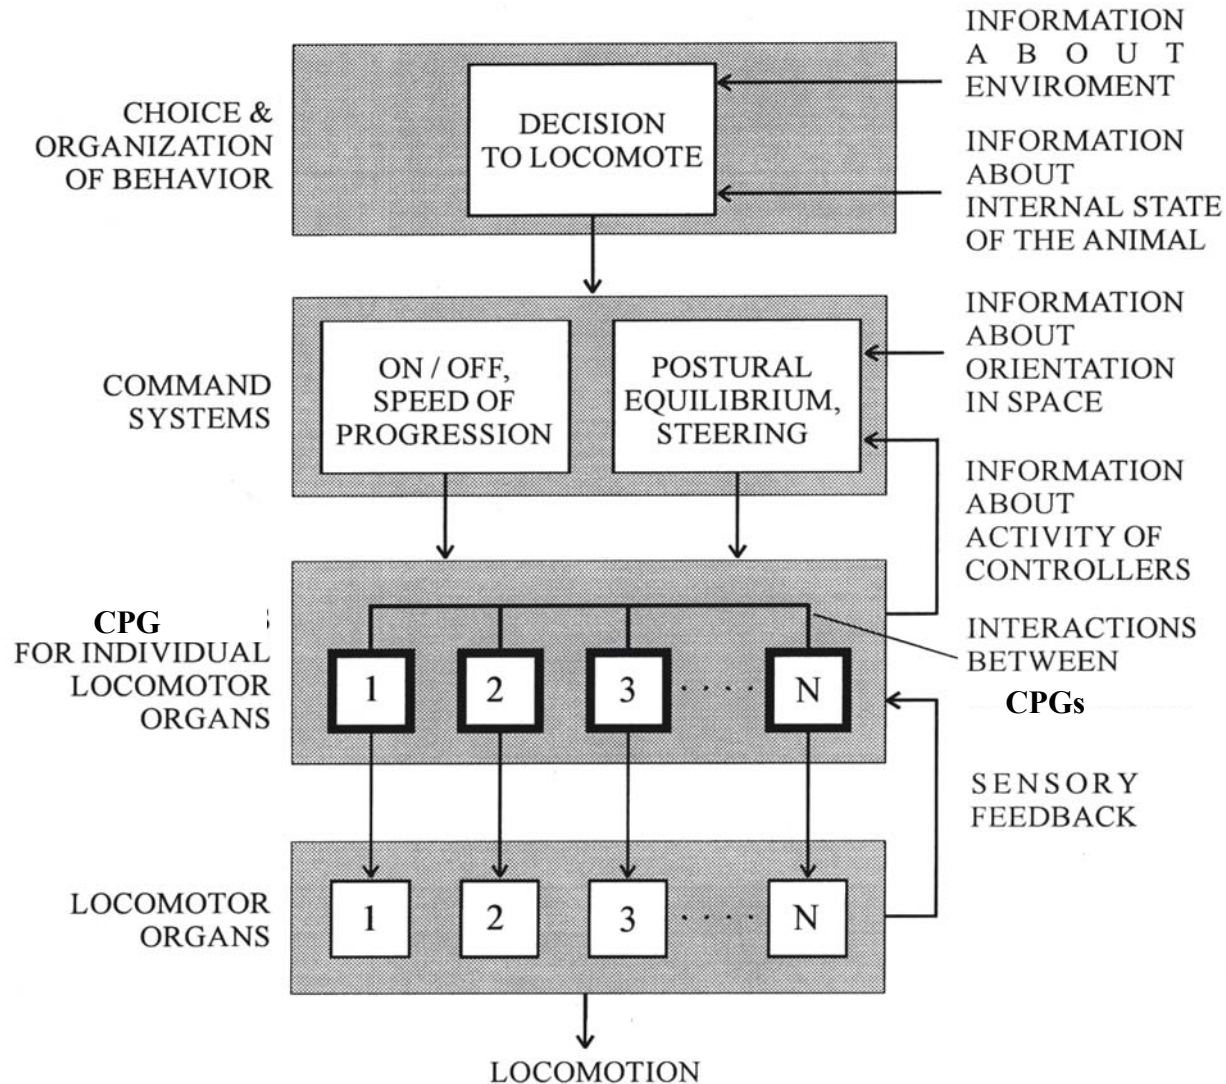 INFORMATION
A B O U T
ENVIROMENT
CHOICE &
ORGANIZATION
OF BEHAVIOR
DECISION
TO LOCOMOTE
INFORMATION
ABOUT
INTERNAL STATE
OF THE ANIMAL
COMMAND
SYSTEMS
ON / OFF,
SPEED OF
PROGRESSION
POSTURAL
EQUILIBRIUM,
STEERING
INFORMATION
ABOUT
ORIENTATION
IN SPACE
INFORMATION
ABOUT
ACTIVITY OF
CONTROLLERS
CPG
FOR INDIVIDUAL
LOCOMOTOR
ORGANS
1 2 3 . . . . N
INTERACTIONS
BETWEEN
CPGs
SENSORY
FEEDBACK
LOCOMOTOR
ORGANS
1 2 3 . . . . N
LOCOMOTION